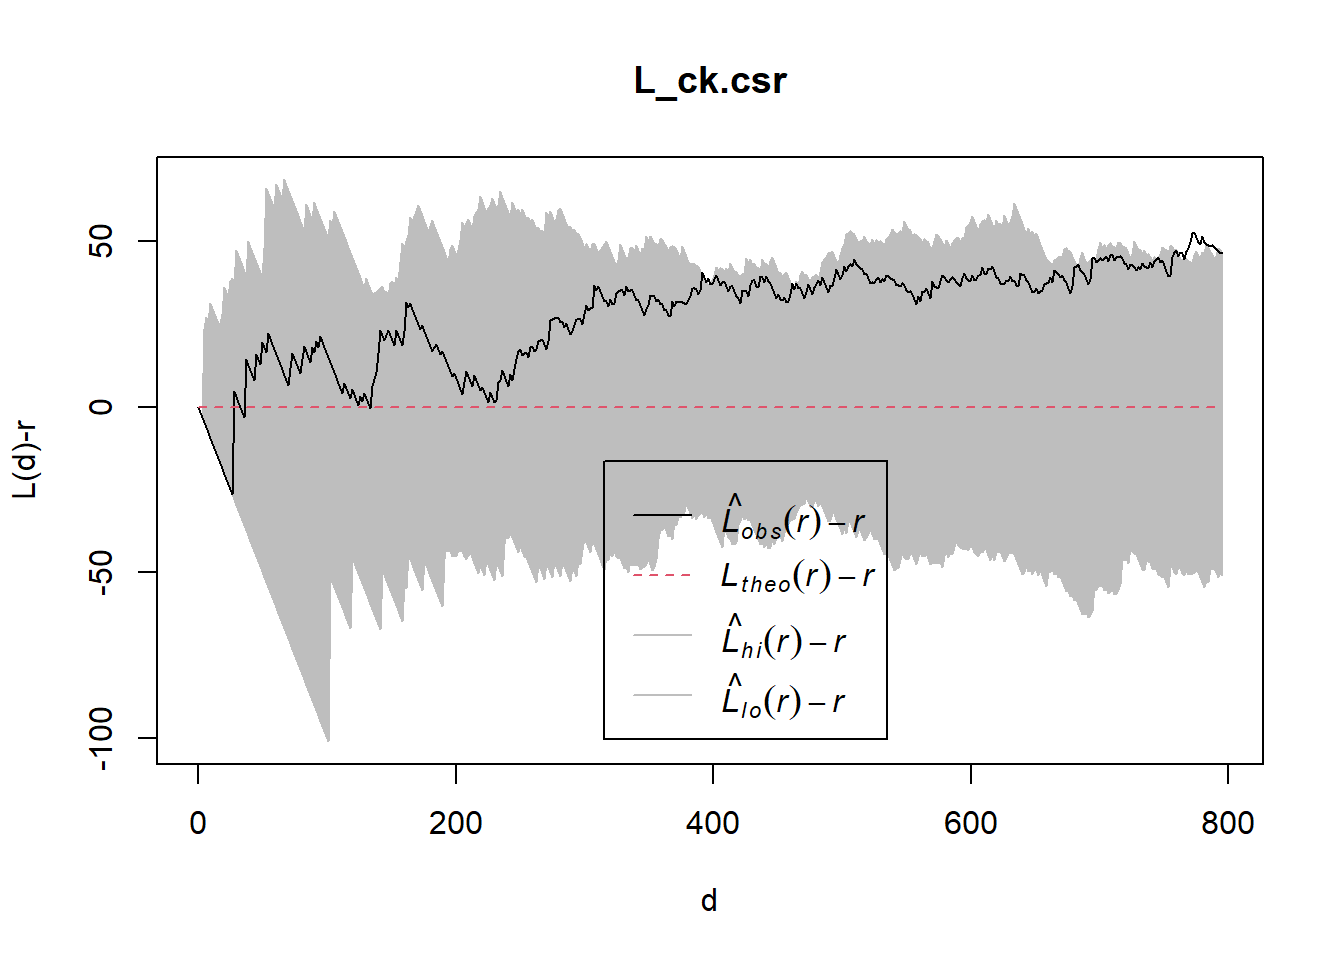 L_ck.csr
L(d)-r
50
0
-50
-100
L̂obs(r) − r
Ltheo(r) − r
L̂hi(r) − r
L̂lo(r) − r
0 200 400 600 800
d